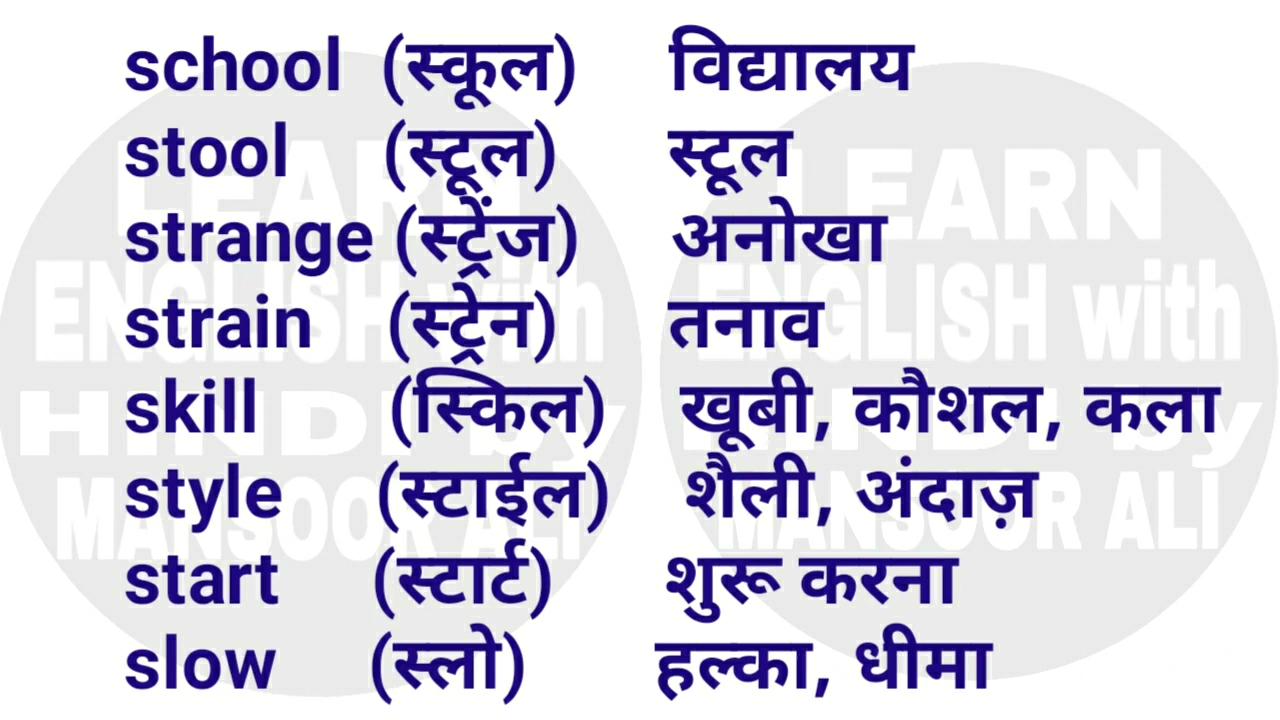 school (स्कूल) विद्यालय
stool (स्टूल) स्टूल
strange (स्ट्रेंज) अनोखा
strain (स्ट्रेन) तनाव
skill (स्किल) खूबी, कौशल, कला
style (स्टाईल) शैली, अंदाज़
start (स्टार्ट) शुरू करना
slow (स्लो) हल्का, धीमा
LEARN
ENGLISH with
HINDI by
MANSOOR ALI
LEARN
ENGLISH with
HINDI by
MANSOOR ALI